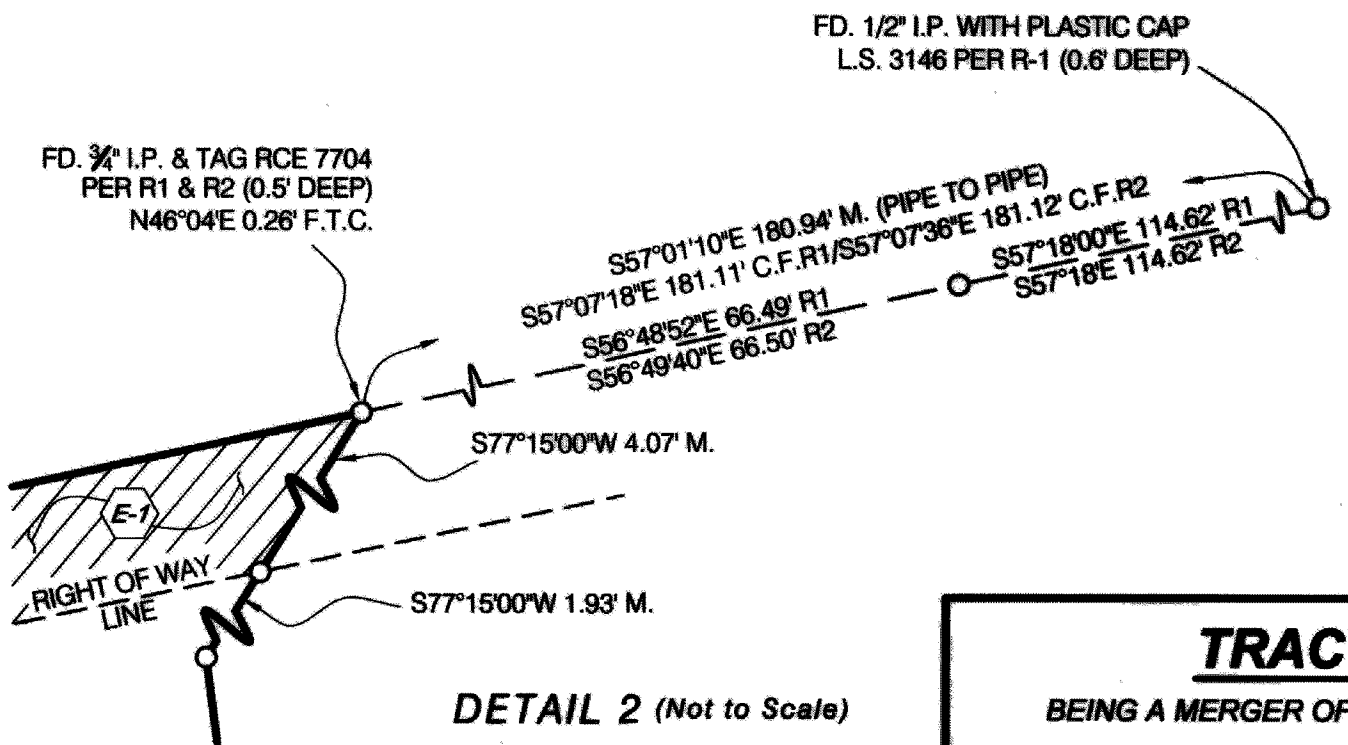 FD. 1/2" I.P. WITH PLASTIC CAP
L.S. 3146 PER R-1 (0.6' DEEP)
FD. ¾" I.P. & TAG RCE 7704
PER R1 & R2 (0.5' DEEP)
N46°04'E 0.26' F.T.C.
S57°01'10"E 180.94' M. (PIPE TO PIPE)
S57°07'18"E 181.11' C.F.R1/S57°07'36"E 181.12' C.F.R2
S57°18'00"E 114.62' R1
S57°18'E 114.62' R2
S56°48'52"E 66.49' R1
S56°49'40"E 66.50' R2
S77°15'00"W 4.07' M.
E-1
RIGHT OF WAY
LINE
S77°15'00"W 1.93' M.
DETAIL 2 (Not to Scale)
TRAC
BEING A MERGER OF